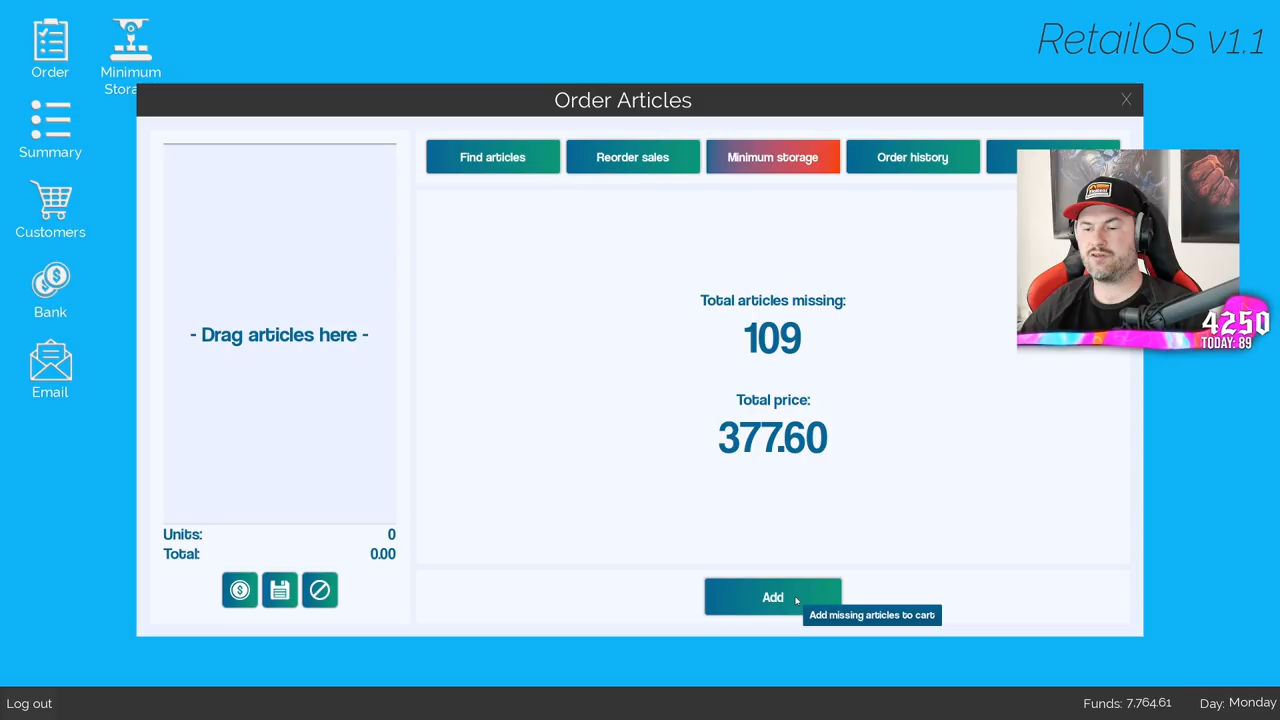 RetailOS v1.1
Order
Minimum
Stora
Summary
Customers
Bank
Email
Order Articles
X
Find articles
Reorder sales
Minimum storage
Order history
- Drag articles here -
Total articles missing:
109
Total price:
377.60
Units: 0
Total: 0.00
Add
Add missing articles to cart
4250
TODAY: 89
Log out
Funds: 7,764.61
Day: Monday